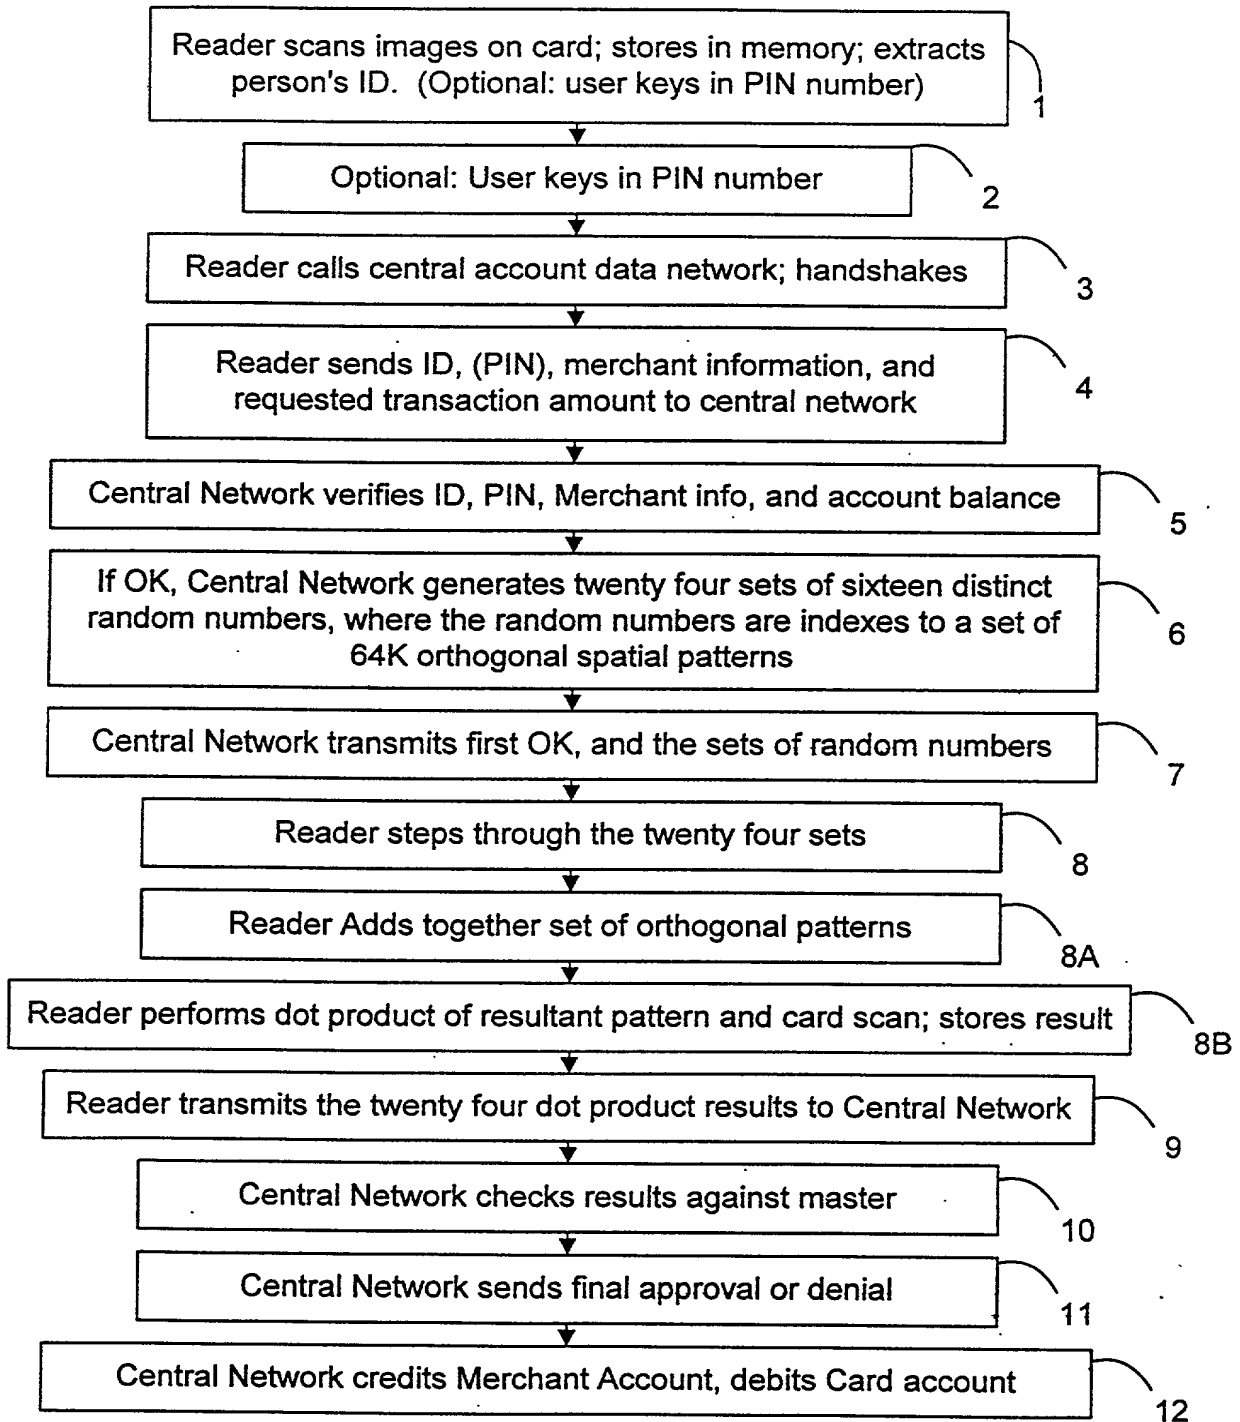 Reader scans images on card; stores in memory; extracts
person's ID. (Optional: user keys in PIN number)
1
Optional: User keys in PIN number
2
Reader calls central account data network; handshakes
3
Reader sends ID, (PIN), merchant information, and
requested transaction amount to central network
4
Central Network verifies ID, PIN, Merchant info, and account balance
5
If OK, Central Network generates twenty four sets of sixteen distinct
random numbers, where the random numbers are indexes to a set of
64K orthogonal spatial patterns
6
Central Network transmits first OK, and the sets of random numbers
7
Reader steps through the twenty four sets
8
Reader Adds together set of orthogonal patterns
8A
Reader performs dot product of resultant pattern and card scan; stores result
8B
Reader transmits the twenty four dot product results to Central Network
9
Central Network checks results against master
10
Central Network sends final approval or denial
11
Central Network credits Merchant Account, debits Card account
12